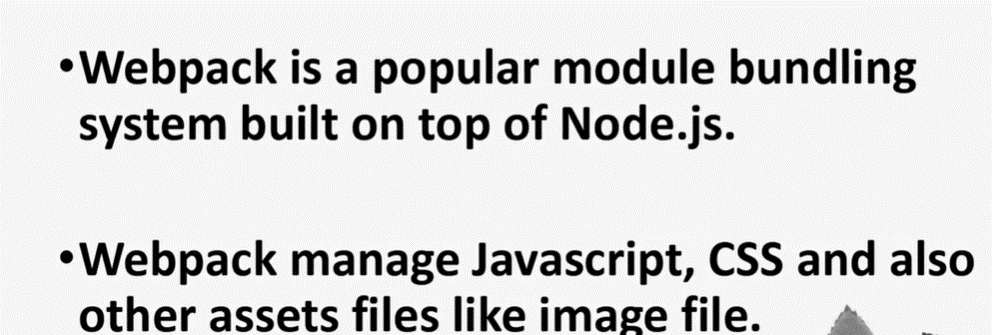 •Webpack is a popular module bundling
system built on top of Node.js.
•Webpack manage Javascript, CSS and also
other assets files like image file.